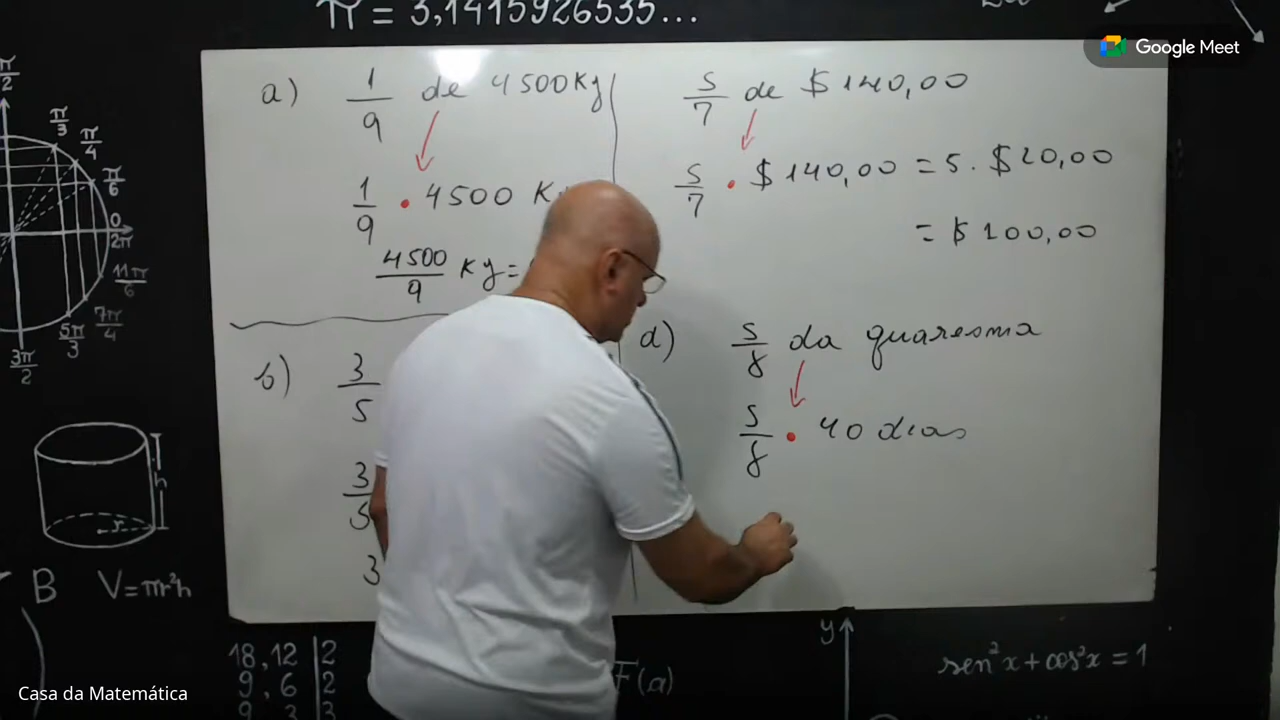 π = 3,1415926535...
Google Meet
a) 1/9 de 4500Kg
1/9 . 4500 K
4500/9 Kg =
5/7 de $ 140,00
5/7 . $ 140,00 = 5 . $ 20,00
= $ 100,00
b) 3/5
3/5
3
d) 5/8 da quaresma
5/8 . 40 dias
π/2
π/3
π/4
π/6
0
2π
11π/6
7π/4
5π/3
3π/2
h
r
B V=πr²h
18,12 | 2
9, 6 | 2
9, 3 | 3
F(a)
y
sen²x+cos²x=1
Casa da Matemática